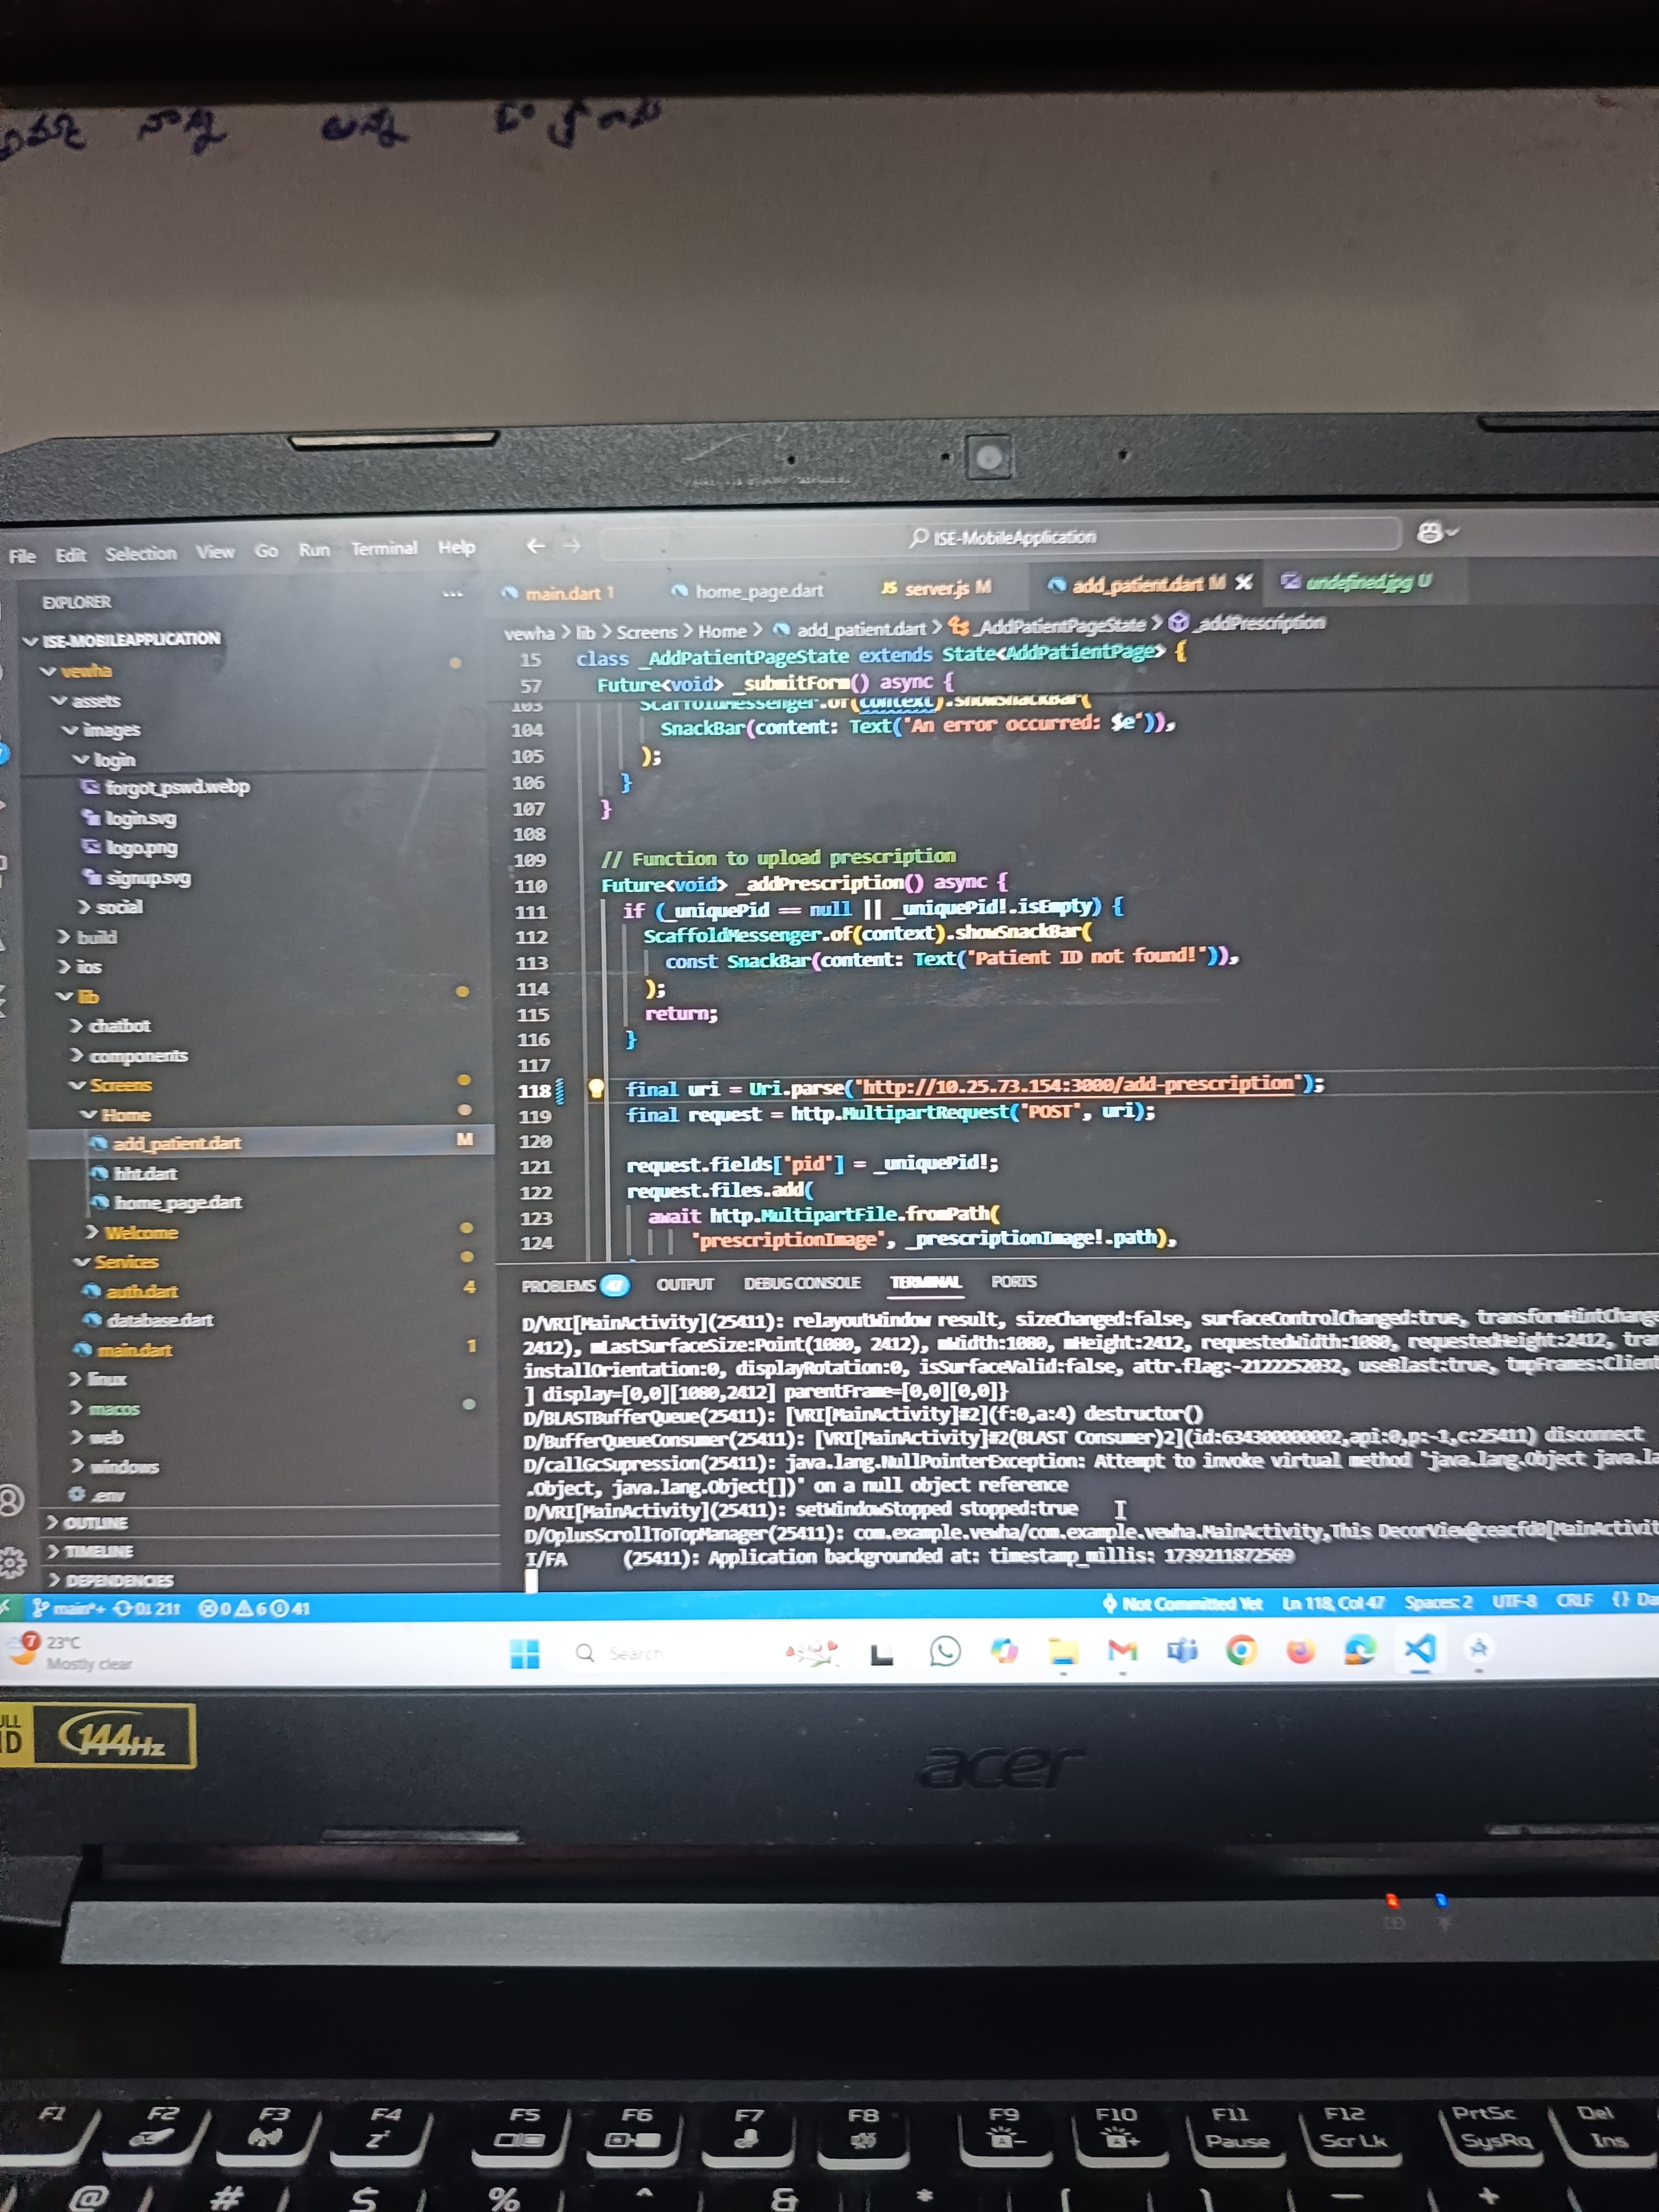 File Edit Selection View Go Run Terminal Help
ISE-MobileApplication
EXPLORER
ISE-MOBILEAPPLICATION
vewha
assets
images
login
forgot_pswd.webp
login.svg
logo.png
signup.svg
social
build
ios
lib
chatbot
components
Screens
Home
add_patient.dart M
hht.dart
home_page.dart
Welcome
Services
auth.dart 4
database.dart
main.dart 1
linux
macos
web
windows
.env
OUTLINE
TIMELINE
DEPENDENCIES
main.dart 1 home_page.dart JS server.js M add_patient.dart M undefined.jpg U
vewha > lib > Screens > Home > add_patient.dart > _AddPatientPageState > _addPrescription
15 class _AddPatientPageState extends State<AddPatientPage> {
57 Future<void> _submitForm() async {
103 ScaffoldMessenger.of(context).showSnackBar(
104 SnackBar(content: Text('An error occurred: $e')),
105 );
106 }
107 }
108
109 // Function to upload prescription
110 Future<void> _addPrescription() async {
111 if (_uniquePid == null || _uniquePid!.isEmpty) {
112 ScaffoldMessenger.of(context).showSnackBar(
113 const SnackBar(content: Text('Patient ID not found!')),
114 );
115 return;
116 }
117
118 final uri = Uri.parse('http://10.25.73.154:3000/add-prescription');
119 final request = http.MultipartRequest('POST', uri);
120
121 request.fields['pid'] = _uniquePid!;
122 request.files.add(
123 await http.MultipartFile.fromPath(
124 'prescriptionImage', _prescriptionImage!.path),
PROBLEMS 47 OUTPUT DEBUG CONSOLE TERMINAL PORTS
D/VRI[MainActivity](25411): relayoutWindow result, sizeChanged:false, surfaceControlChanged:true, transformHintChange
2412), mLastSurfaceSize:Point(1080, 2412), mWidth:1080, mHeight:2412, requestedWidth:1080, requestedHeight:2412, tran
installOrientation:0, displayRotation:0, isSurfaceValid:false, attr.flag:-2122252032, useBlast:true, tmpFrames:Client
] display=[0,0][1080,2412] parentFrame=[0,0][0,0]}
D/BLASTBufferQueue(25411): [VRI[MainActivity]#2](f:0,a:4) destructor()
D/BufferQueueConsumer(25411): [VRI[MainActivity]#2(BLAST Consumer)2](id:634300000002,api:0,p:-1,c:25411) disconnect
D/callGcSupression(25411): java.lang.NullPointerException: Attempt to invoke virtual method 'java.lang.Object java.la
.Object, java.lang.Object[])' on a null object reference
D/VRI[MainActivity](25411): setWindowStopped stopped:true
D/OplusScrollToTopManager(25411): com.example.vewha/com.example.vewha.MainActivity,This DecorView@ceacfd0[MainActivit
I/FA (25411): Application backgrounded at: timestamp_millis: 1739211872569
main*+ 0↓ 21↑ 0 6 41 Not Committed Yet Ln 118, Col 47 Spaces: 2 UTF-8 CRLF {} Da
7 23°C
Mostly clear
Search
144Hz
acer
F1 F2 F3 F4 F5 F6 F7 F8 F9 F10 F11 F12 PrtSc Del
Pause Scr Lk SysRq Ins
@ # $ % ^ & * ( ) — +